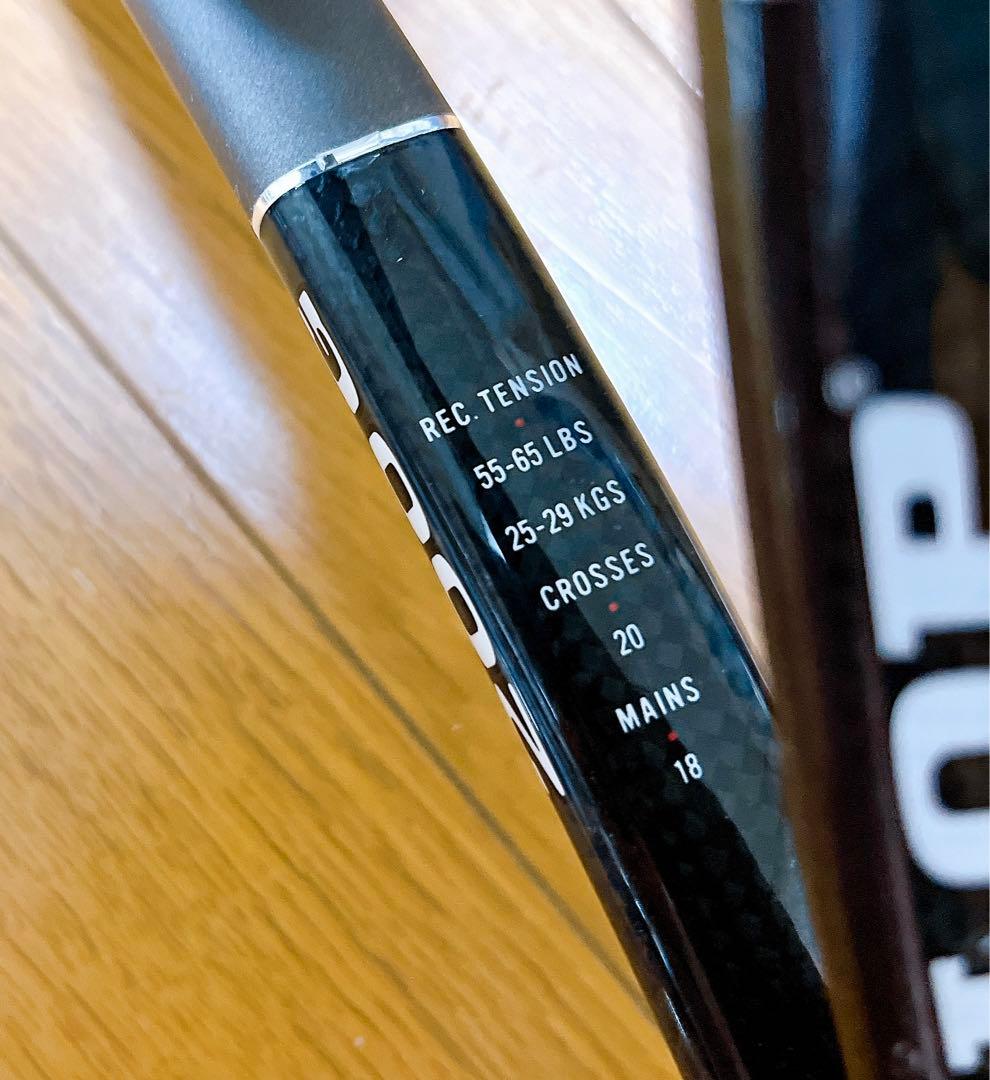 REC. TENSION
55-65 LBS
25-29 KGS
CROSSES
20
MAINS
18